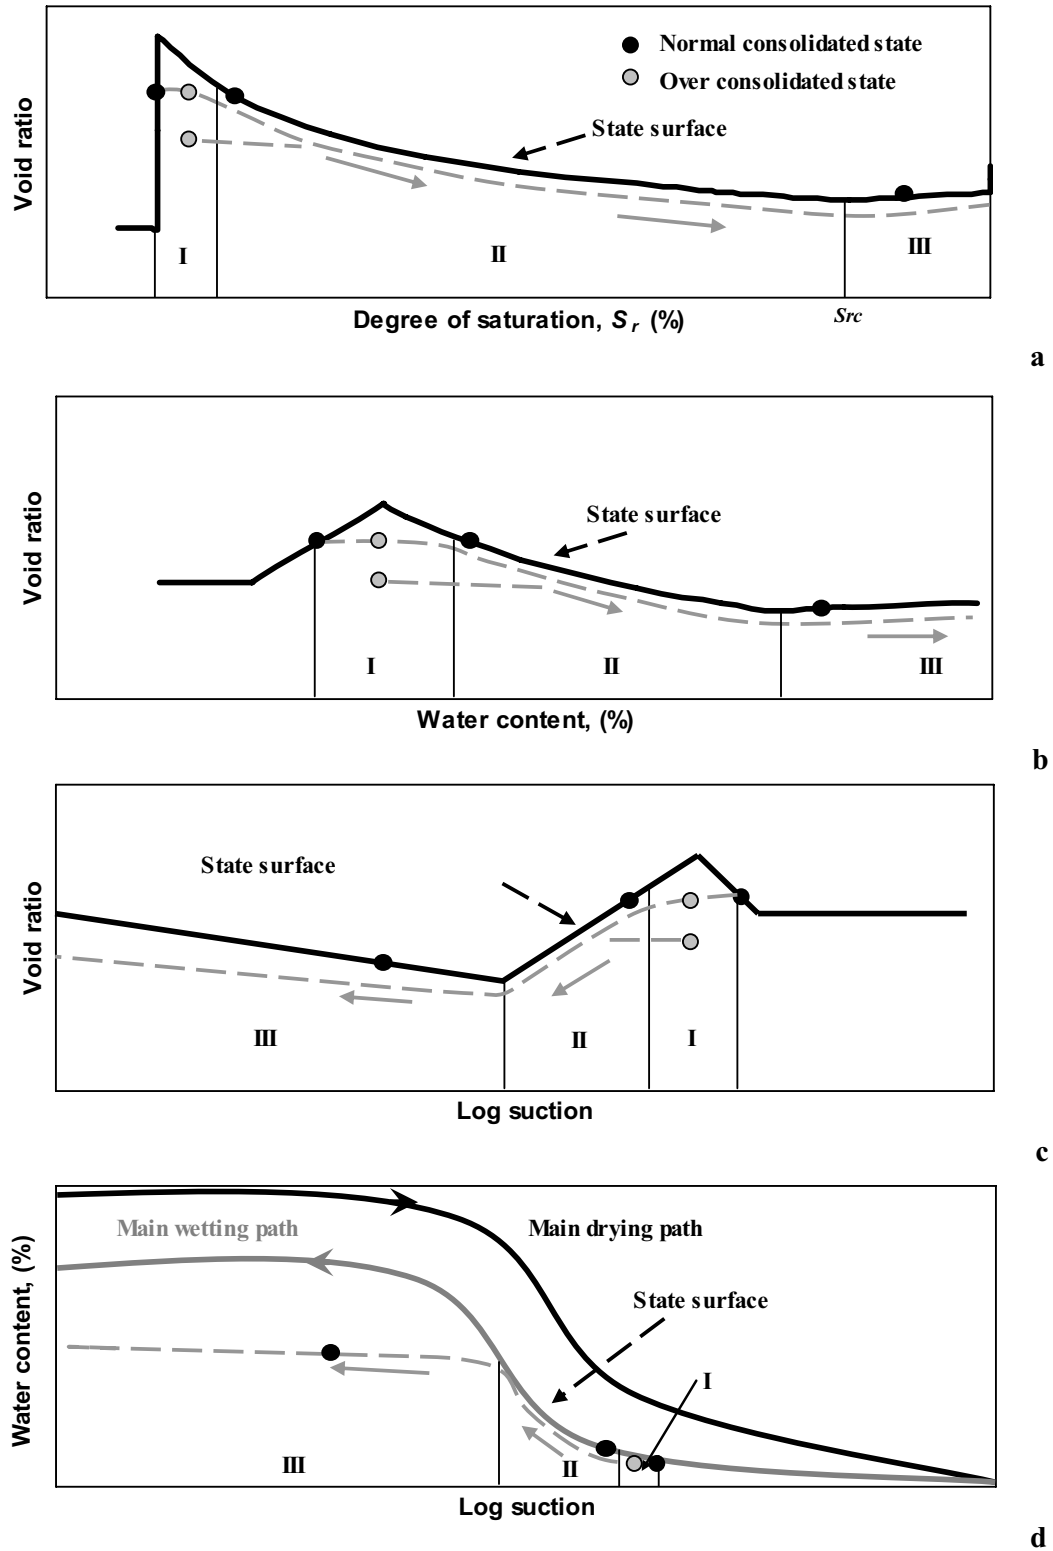 Normal consolidated state
Over consolidated state
State surface
Void ratio
I
II
III
Degree of saturation, S r (%)
Src
a
State surface
Void ratio
I
II
III
Water content, (%)
b
State surface
Void ratio
III
II
I
Log suction
c
Main wetting path
Main drying path
State surface
Water content, (%)
I
III
II
Log suction
d